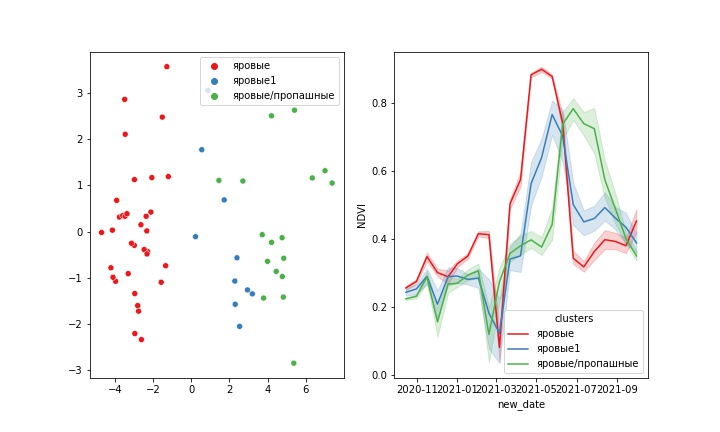 яровые
яровые1
яровые/пропашные
3
2
1
0
−1
−2
−3
−4
−2
0
2
4
6
NDVI
0.8
0.6
0.4
0.2
0.0
clusters
яровые
яровые1
яровые/пропашные
2020-11
2021-01
2021-03
2021-05
2021-07
2021-09
new_date